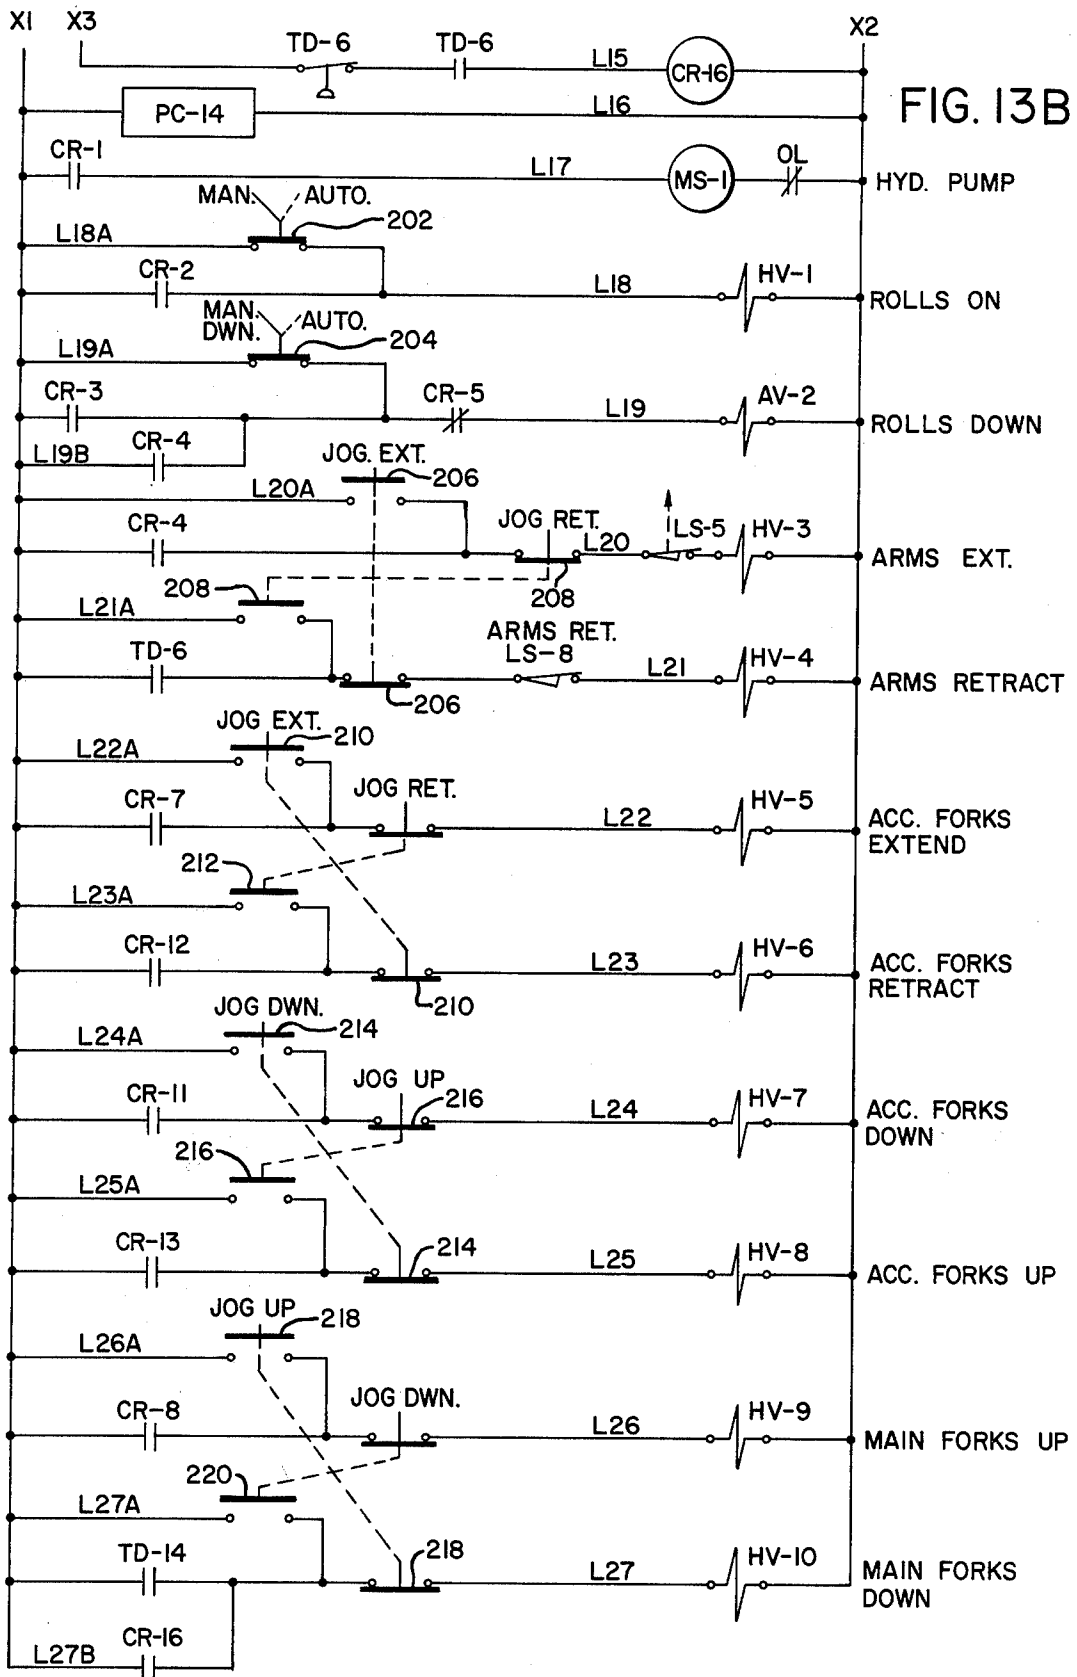 X1 X3 X2
TD-6 TD-6 L15 CR-16
FIG. 13B
PC-14 L16
CR-1 L17 MS-1 OL HYD. PUMP
MAN. AUTO.
L18A 202
CR-2 L18 HV-1 ROLLS ON
MAN. DWN. AUTO.
L19A 204
CR-3 CR-5 L19 AV-2 ROLLS DOWN
L19B CR-4
JOG. EXT.
L20A 206
CR-4 JOG RET. L20 LS-5 HV-3 ARMS EXT.
208 208
L21A
ARMS RET.
TD-6 LS-8 L21 HV-4 ARMS RETRACT
206
JOG EXT. 210
L22A
CR-7 JOG RET. L22 HV-5 ACC. FORKS
EXTEND
212
L23A
CR-12 L23 HV-6 ACC. FORKS
RETRACT
210
JOG DWN. 214
L24A
CR-11 JOG UP 216 L24 HV-7 ACC. FORKS
DOWN
216
L25A
CR-13 214 L25 HV-8 ACC. FORKS UP
JOG UP 218
L26A
CR-8 JOG DWN. L26 HV-9 MAIN FORKS UP
220
L27A
TD-14 218 L27 HV-10 MAIN FORKS
DOWN
L27B CR-16